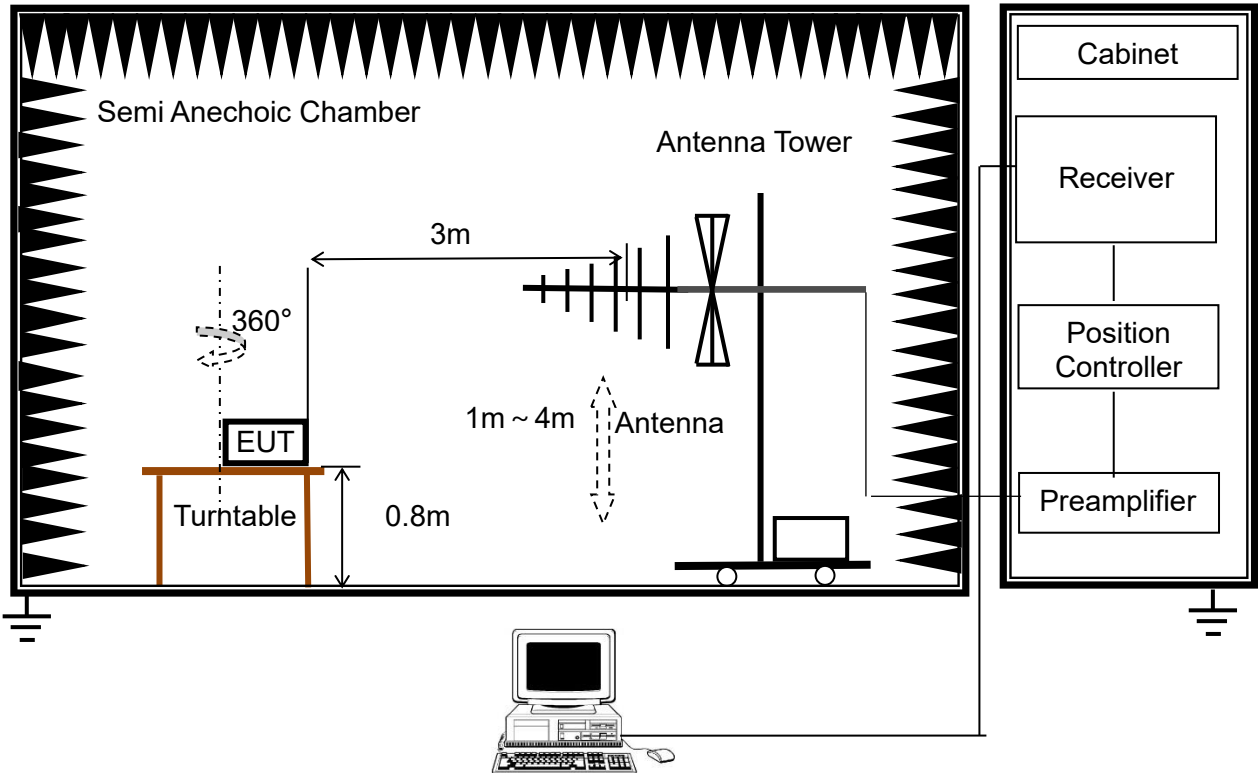 Cabinet
Semi Anechoic Chamber
Antenna Tower
Receiver
3m
360°
Position
Controller
1m ~ 4m
Antenna
EUT
Turntable
0.8m
Preamplifier